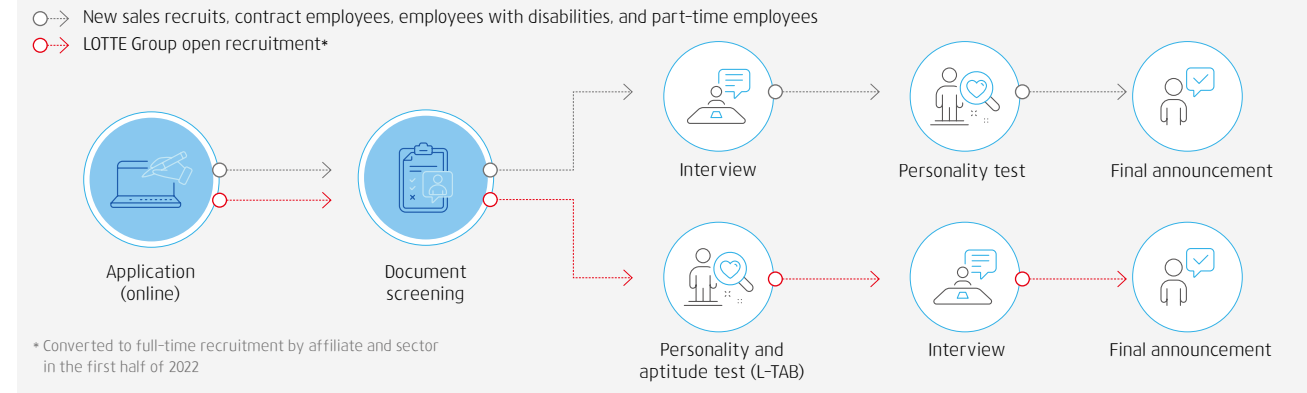 New sales recruits, contract employees, employees with disabilities, and part-time employees
LOTTE Group open recruitment*
Application
(online)
Document
screening
Interview
Personality test
Final announcement
Personality and
aptitude test (L-TAB)
Interview
Final announcement
* Converted to full-time recruitment by affiliate and sector
in the first half of 2022